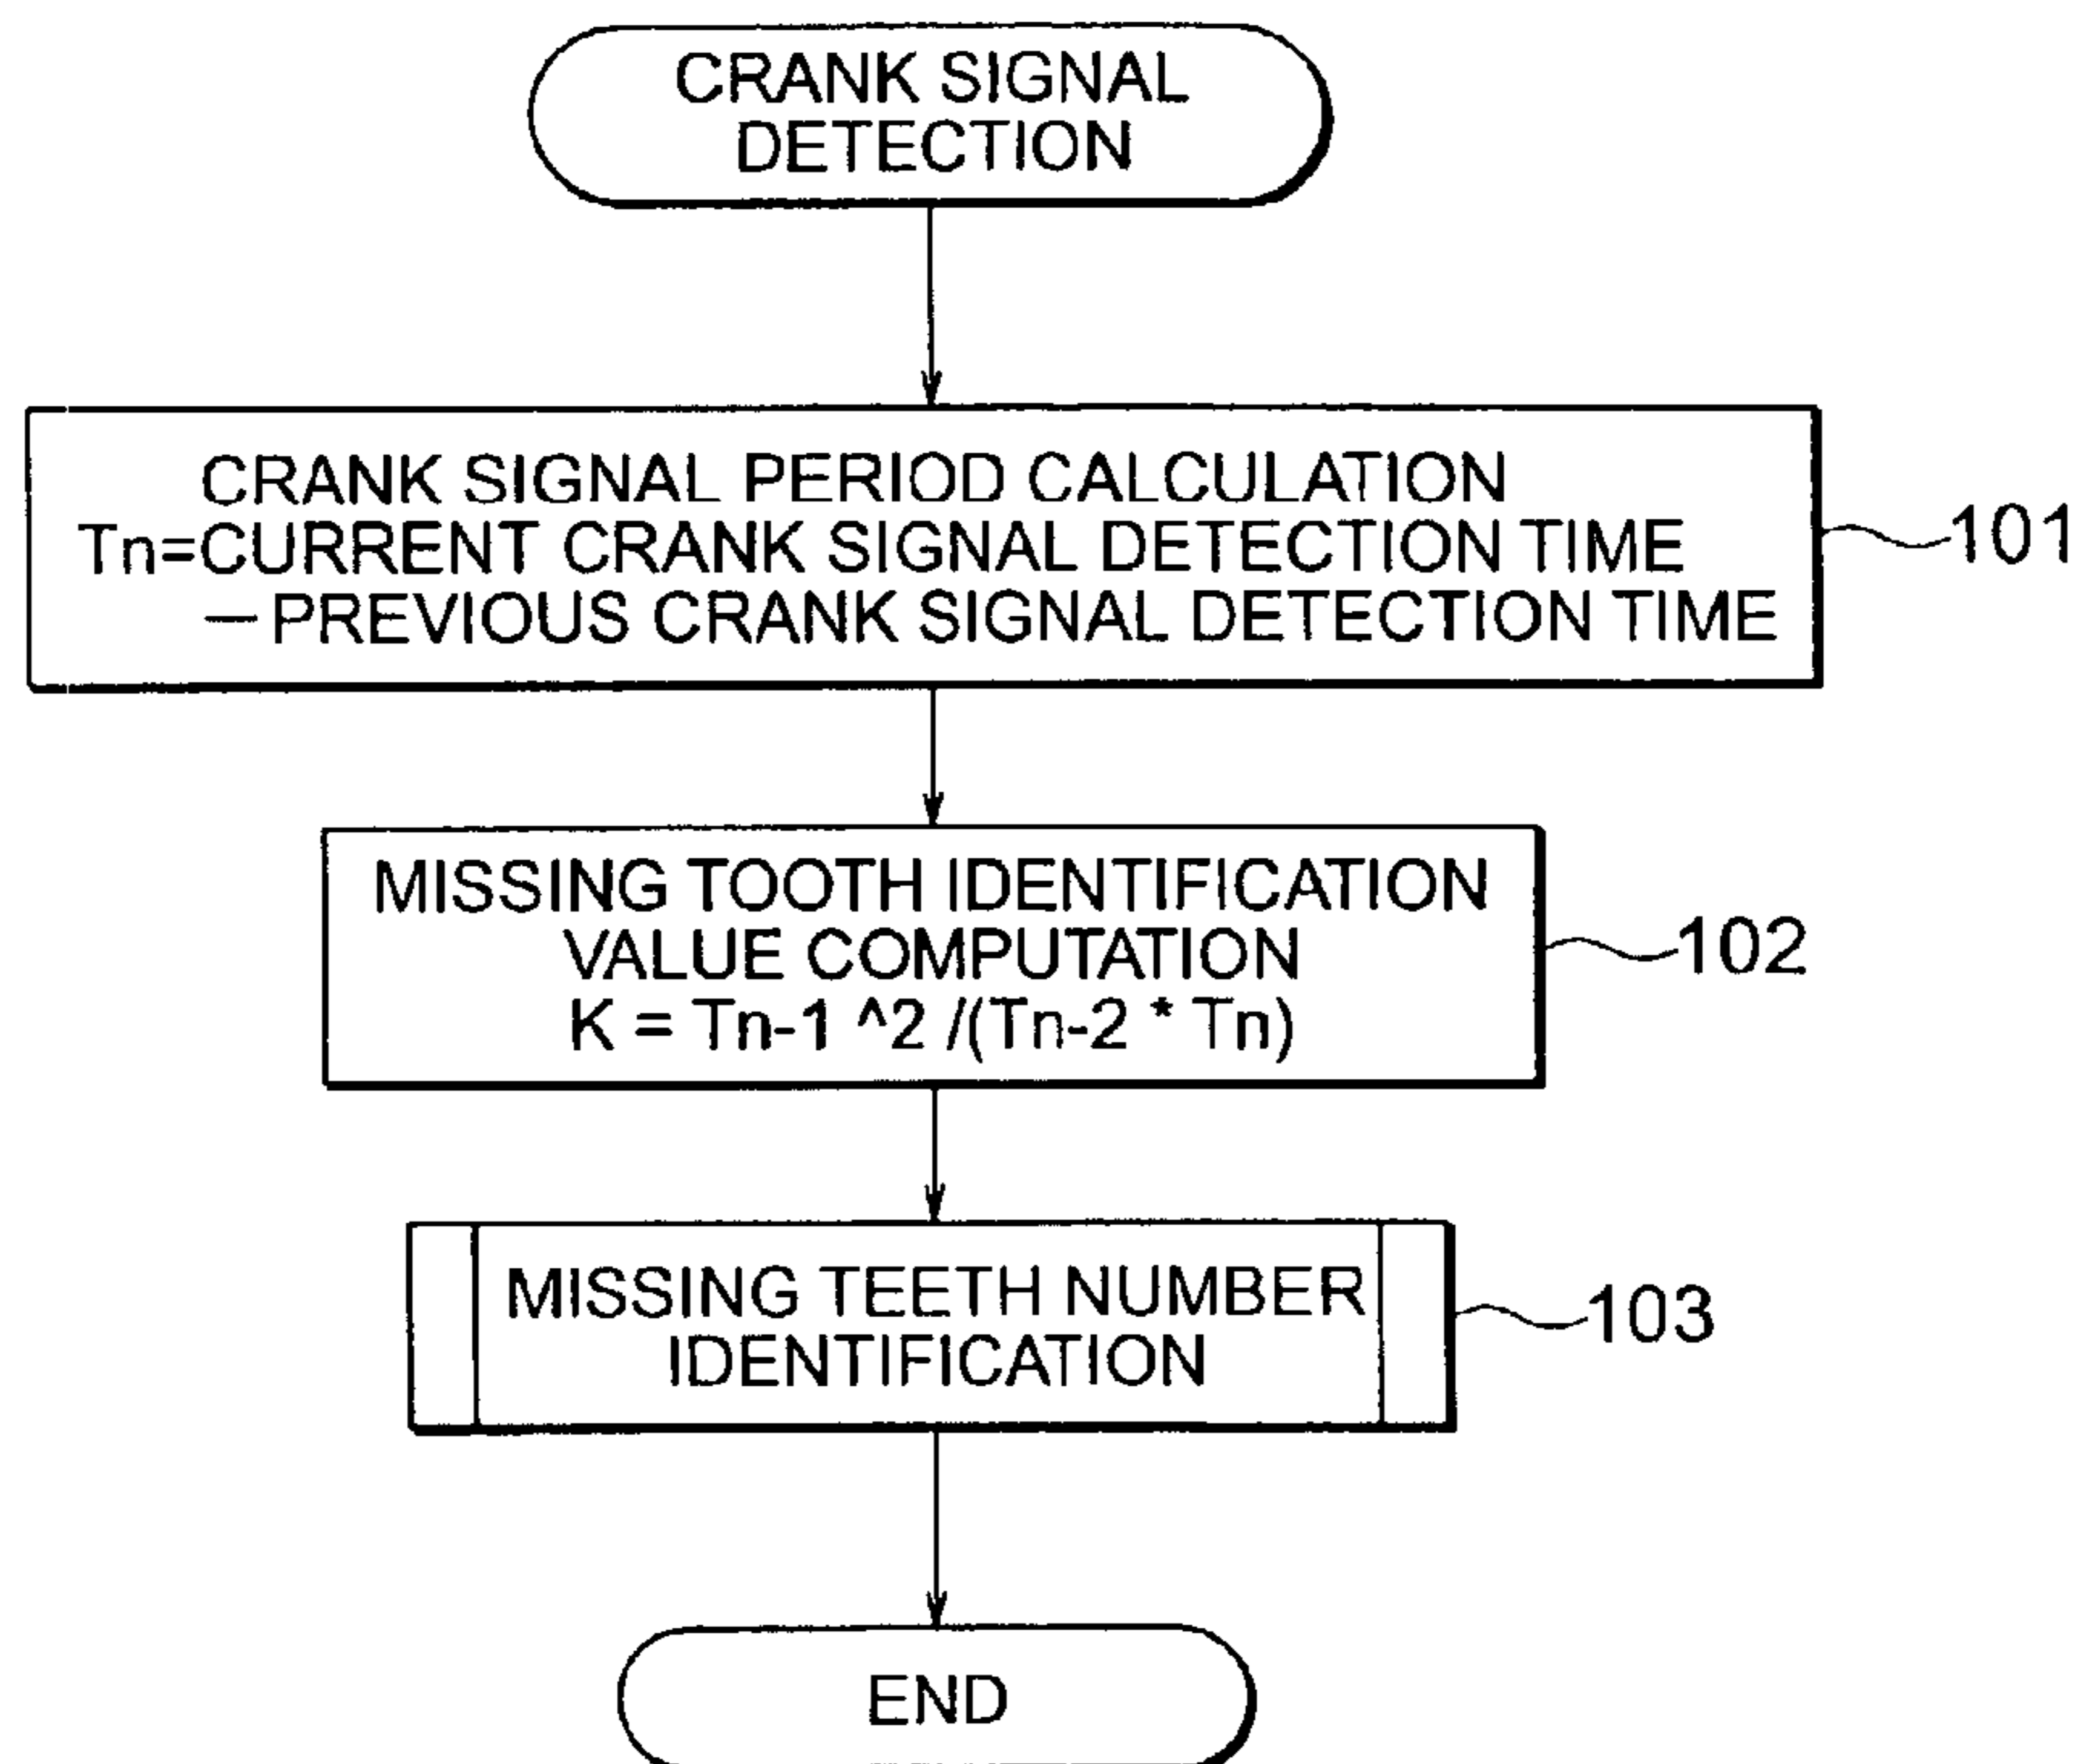 CRANK SIGNAL
DETECTION
CRANK SIGNAL PERIOD CALCULATION
Tn=CURRENT CRANK SIGNAL DETECTION TIME
—PREVIOUS CRANK SIGNAL DETECTION TIME
101
MISSING TOOTH IDENTIFICATION
VALUE COMPUTATION
K = Tn-1 ^2 /(Tn-2 * Tn)
102
MISSING TEETH NUMBER
IDENTIFICATION
103
END